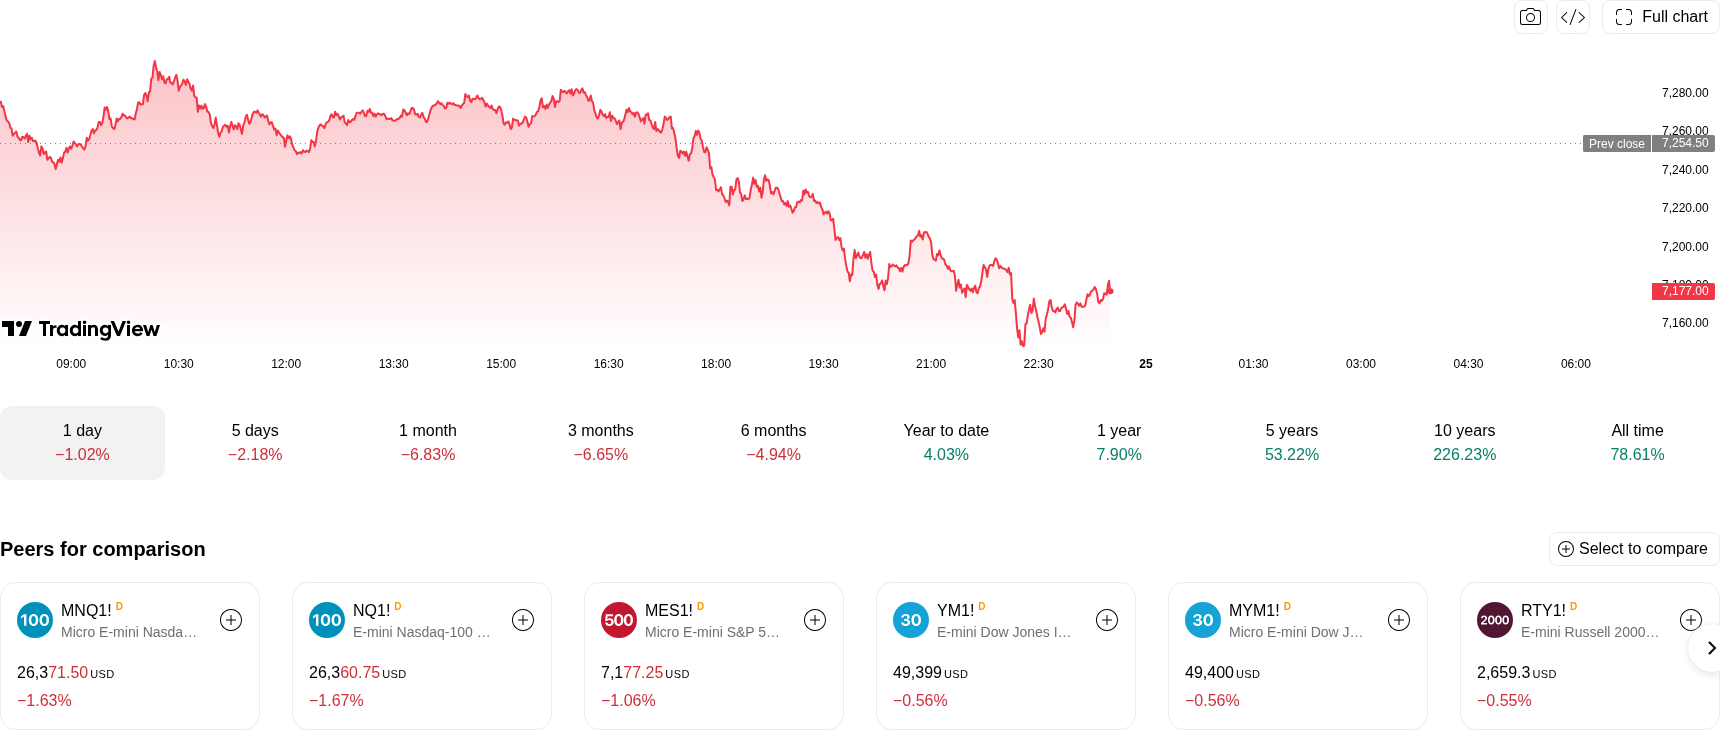 Full chart
7,280.00
7,260.00
Prev close 7,254.50
7,240.00
7,220.00
7,200.00
7,177.00
7,160.00
TradingView
09:00 10:30 12:00 13:30 15:00 16:30 18:00 19:30 21:00 22:30 25 01:30 03:00 04:30 06:00
1 day 5 days 1 month 3 months 6 months Year to date 1 year 5 years 10 years All time
−1.02% −2.18% −6.83% −6.65% −4.94% 4.03% 7.90% 53.22% 226.23% 78.61%
Peers for comparison
Select to compare
100 MNQ1! D
Micro E-mini Nasda…
26,371.50 USD
−1.63%
100 NQ1! D
E-mini Nasdaq-100 …
26,360.75 USD
−1.67%
500 MES1! D
Micro E-mini S&P 5…
7,177.25 USD
−1.06%
30 YM1! D
E-mini Dow Jones I…
49,399 USD
−0.56%
30 MYM1! D
Micro E-mini Dow J…
49,400 USD
−0.56%
2000 RTY1! D
E-mini Russell 2000…
2,659.3 USD
−0.55%